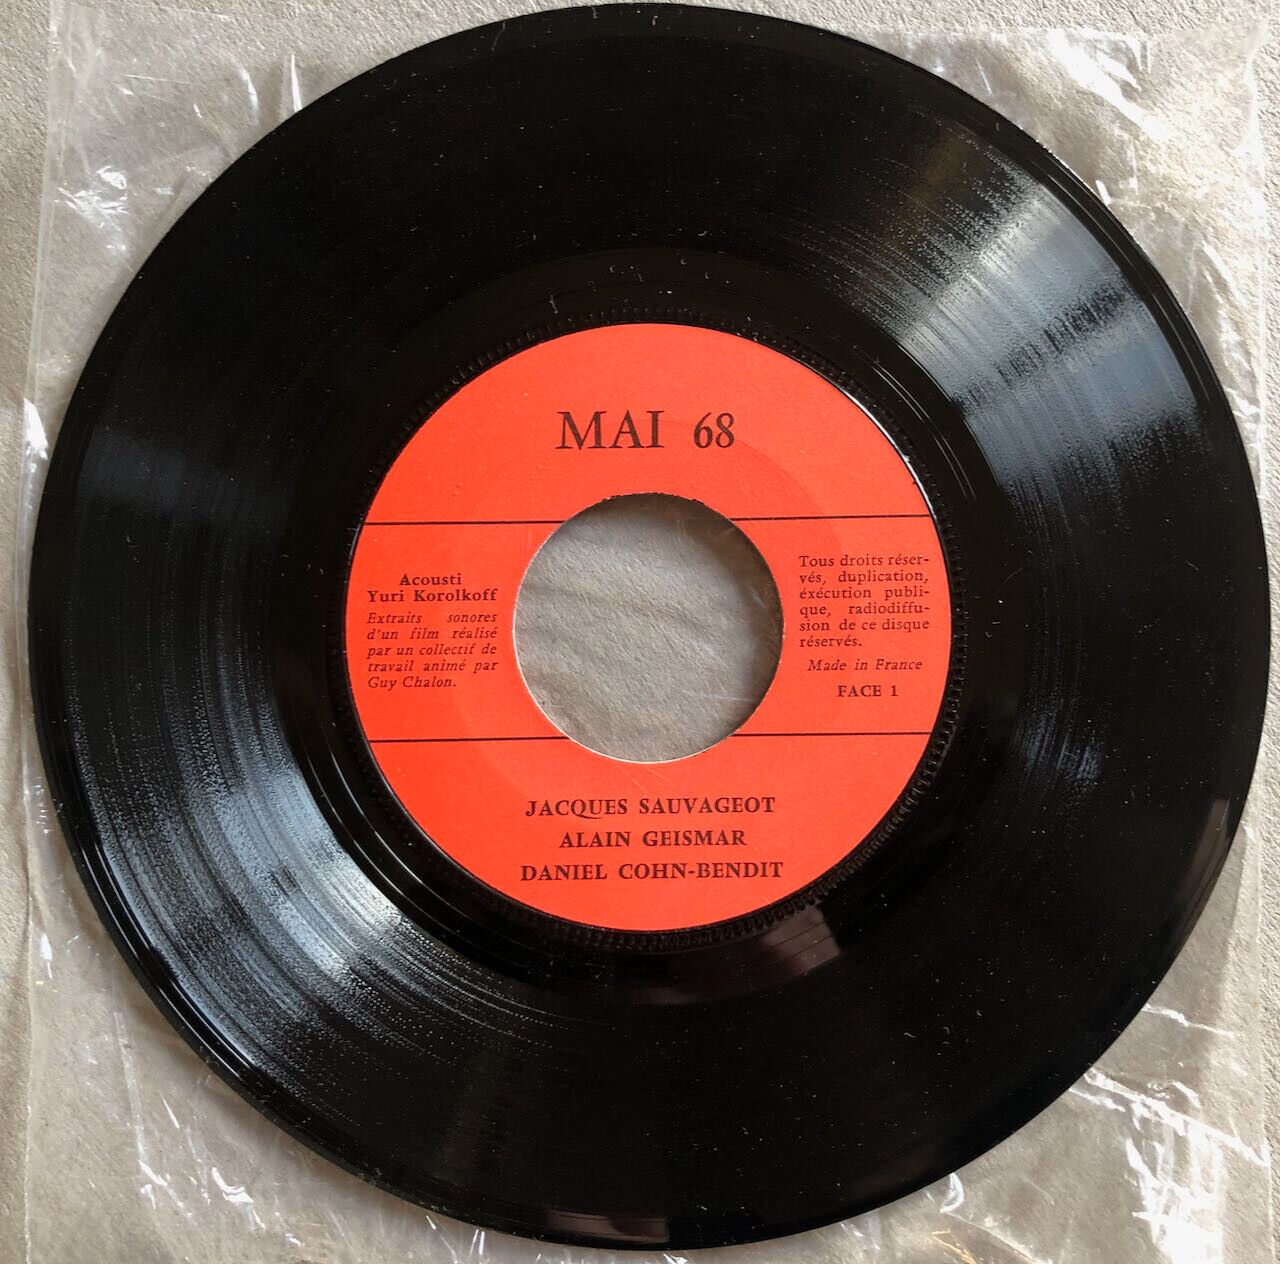 MAI 68
Acousti
Yuri Korolkoff
Extraits sonores
d'un film réalisé
par un collectif de
travail animé par
Guy Chalon.
Tous droits réser-
vés, duplication,
éxécution publi-
que, radiodiffu-
sion de ce disque
réservés.
Made in France
FACE 1
JACQUES SAUVAGEOT
ALAIN GEISMAR
DANIEL COHN-BENDIT